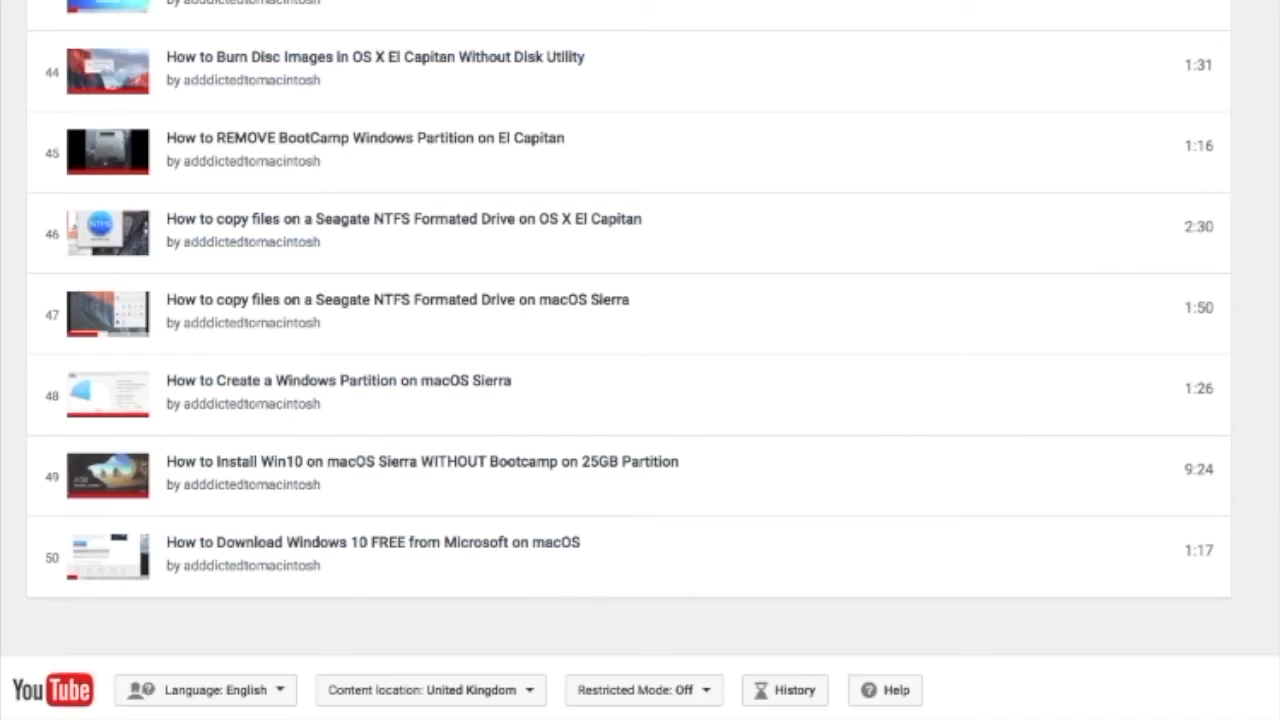 by adddictedtomacintosh
44
How to Burn Disc Images in OS X El Capitan Without Disk Utility
1:31
by adddictedtomacintosh
45
How to REMOVE BootCamp Windows Partition on El Capitan
1:16
by adddictedtomacintosh
46
How to copy files on a Seagate NTFS Formated Drive on OS X El Capitan
2:30
by adddictedtomacintosh
NTFS
47
How to copy files on a Seagate NTFS Formated Drive on macOS Sierra
1:50
by adddictedtomacintosh
48
How to Create a Windows Partition on macOS Sierra
1:26
by adddictedtomacintosh
49
How to Install Win10 on macOS Sierra WITHOUT Bootcamp on 25GB Partition
9:24
by adddictedtomacintosh
50
How to Download Windows 10 FREE from Microsoft on macOS
1:17
by adddictedtomacintosh
YouTube Language: English Content location: United Kingdom Restricted Mode: Off History Help